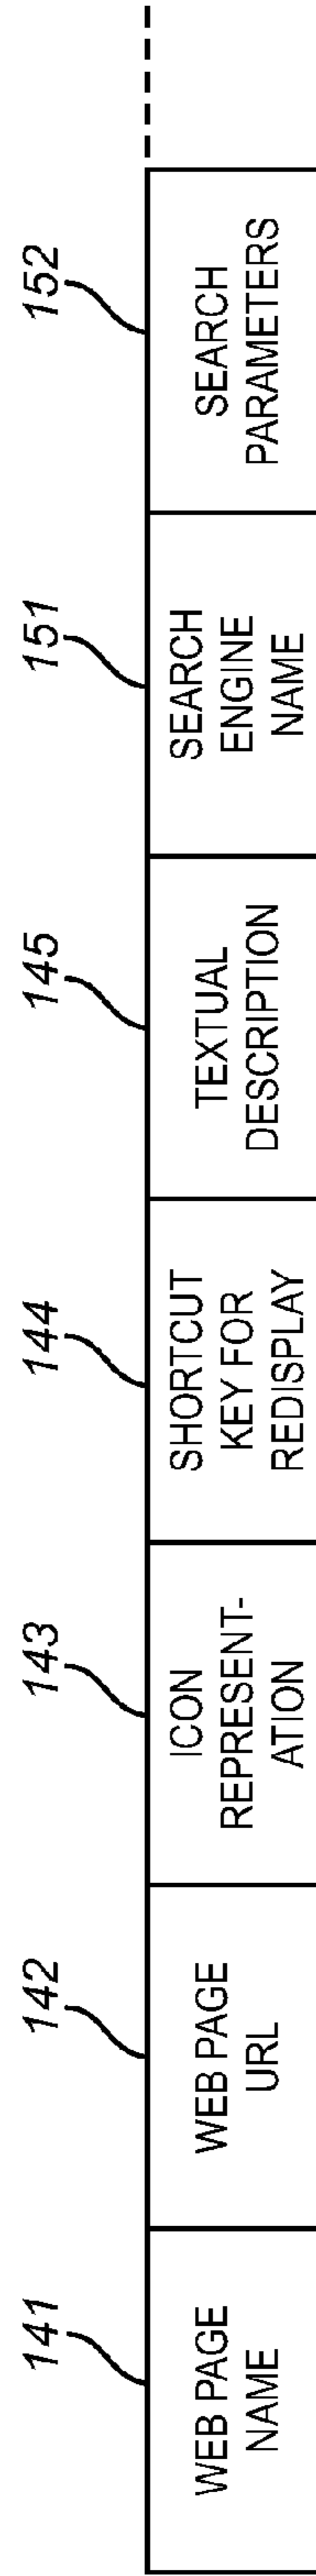 141
142
143
144
145
151
152
WEB PAGE
NAME
WEB PAGE
URL
ICON
REPRESENT-
ATION
SHORTCUT
KEY FOR
REDISPLAY
TEXTUAL
DESCRIPTION
SEARCH
ENGINE
NAME
SEARCH
PARAMETERS